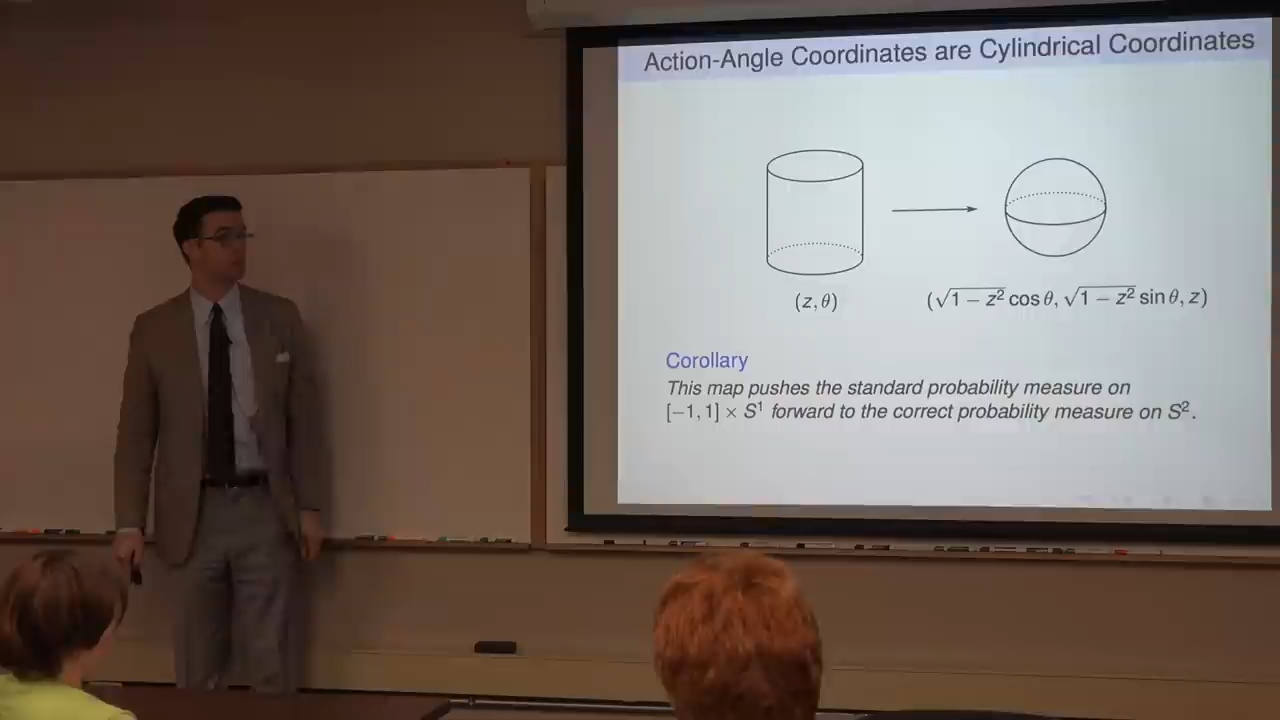 Action-Angle Coordinates are Cylindrical Coordinates
(z, θ)
(√1 − z² cos θ, √1 − z² sin θ, z)
Corollary
This map pushes the standard probability measure on
[−1, 1] × S¹ forward to the correct probability measure on S².